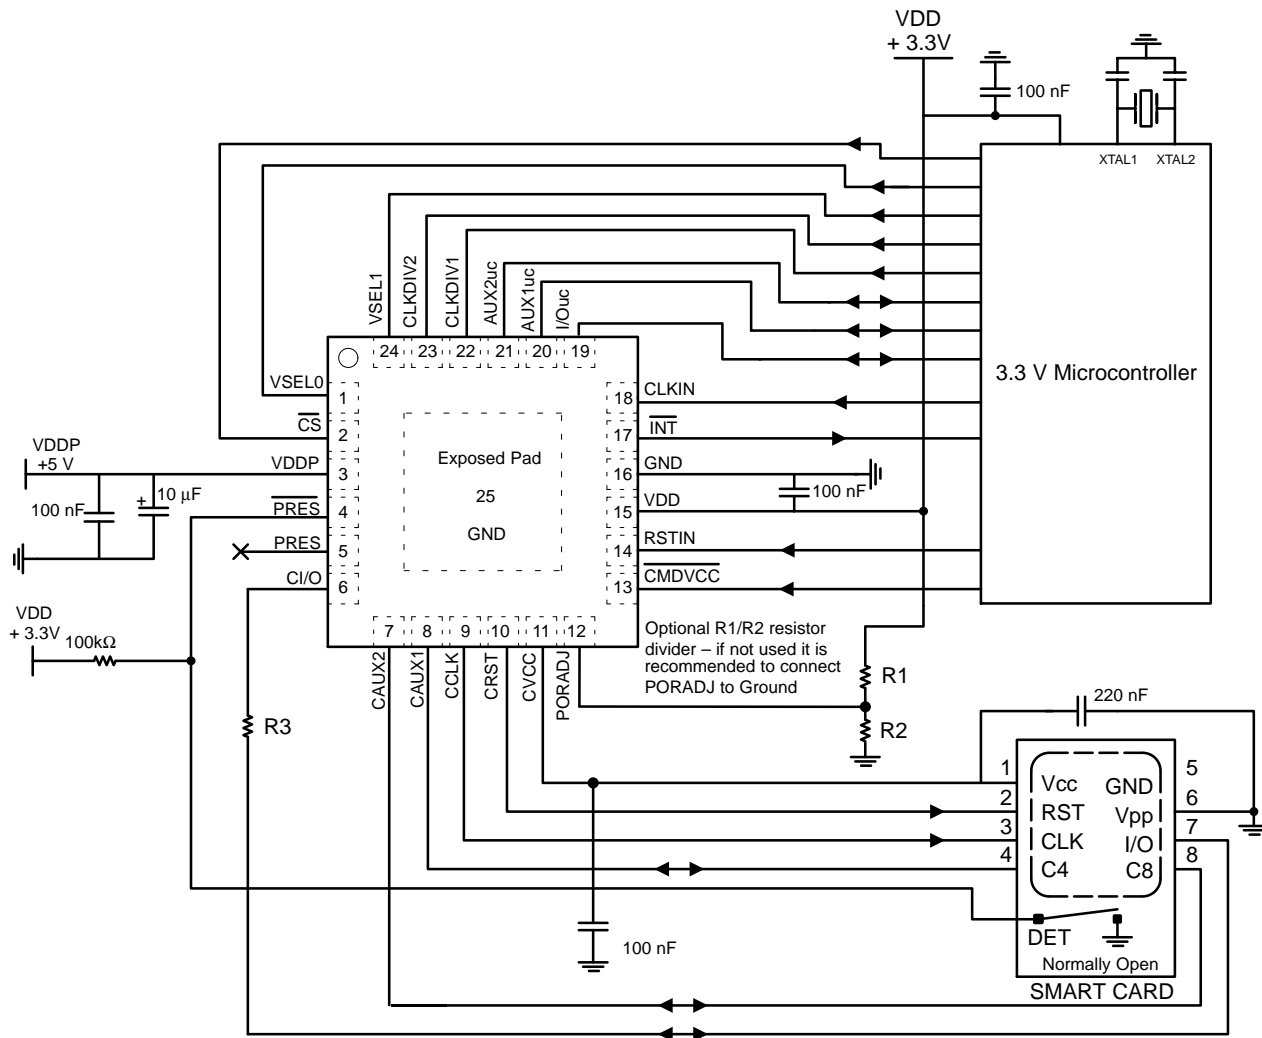 VDD
+ 3.3V
100 nF
XTAL1
XTAL2
3.3 V Microcontroller
VSEL1
CLKDIV2
CLKDIV1
AUX2uc
AUX1uc
I/Ouc
24
23
22
21
20
19
VSEL0
1
CS
2
VDDP
3
PRES
4
PRES
5
CI/O
6
VDDP
+5 V
100 nF
+
10 μF
Exposed Pad
25
GND
18
CLKIN
17
INT
16
GND
15
VDD
14
RSTIN
13
CMDVCC
100 nF
VDD
+ 3.3V
100kΩ
7
8
9
10
11
12
CAUX2
CAUX1
CCLK
CRST
CVCC
PORADJ
Optional R1/R2 resistor
divider – if not used it is
recommended to connect
PORADJ to Ground
R1
R2
R3
220 nF
1
2
3
4
Vcc
RST
CLK
C4
GND
Vpp
I/O
C8
5
6
7
8
DET
Normally Open
SMART CARD
100 nF